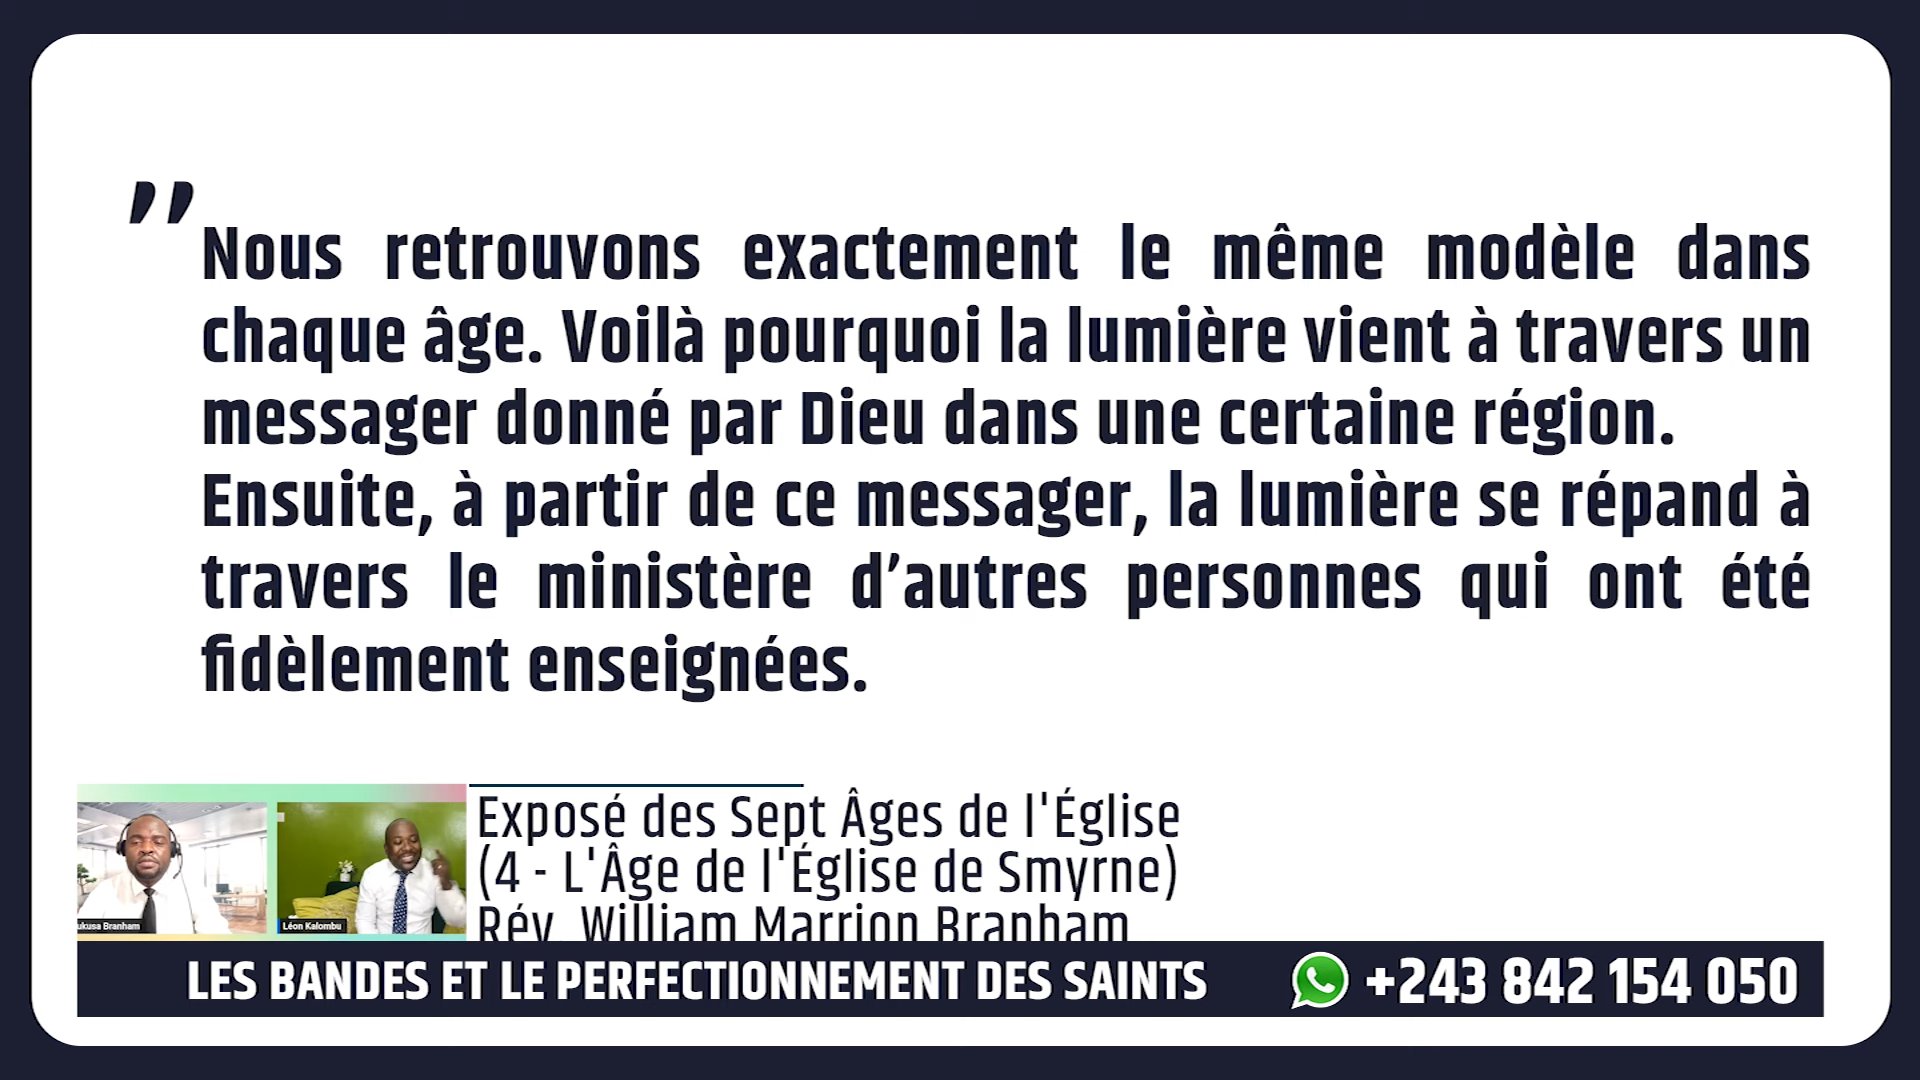 ”
Nous retrouvons exactement le même modèle dans
chaque âge. Voilà pourquoi la lumière vient à travers un
messager donné par Dieu dans une certaine région.
Ensuite, à partir de ce messager, la lumière se répand à
travers le ministère d’autres personnes qui ont été
fidèlement enseignées.
Exposé des Sept Âges de l'Église
(4 - L'Âge de l'Église de Smyrne)
Rév. William Marrion Branham
ukusa Branham
Léon Kalombu
LES BANDES ET LE PERFECTIONNEMENT DES SAINTS
+243 842 154 050